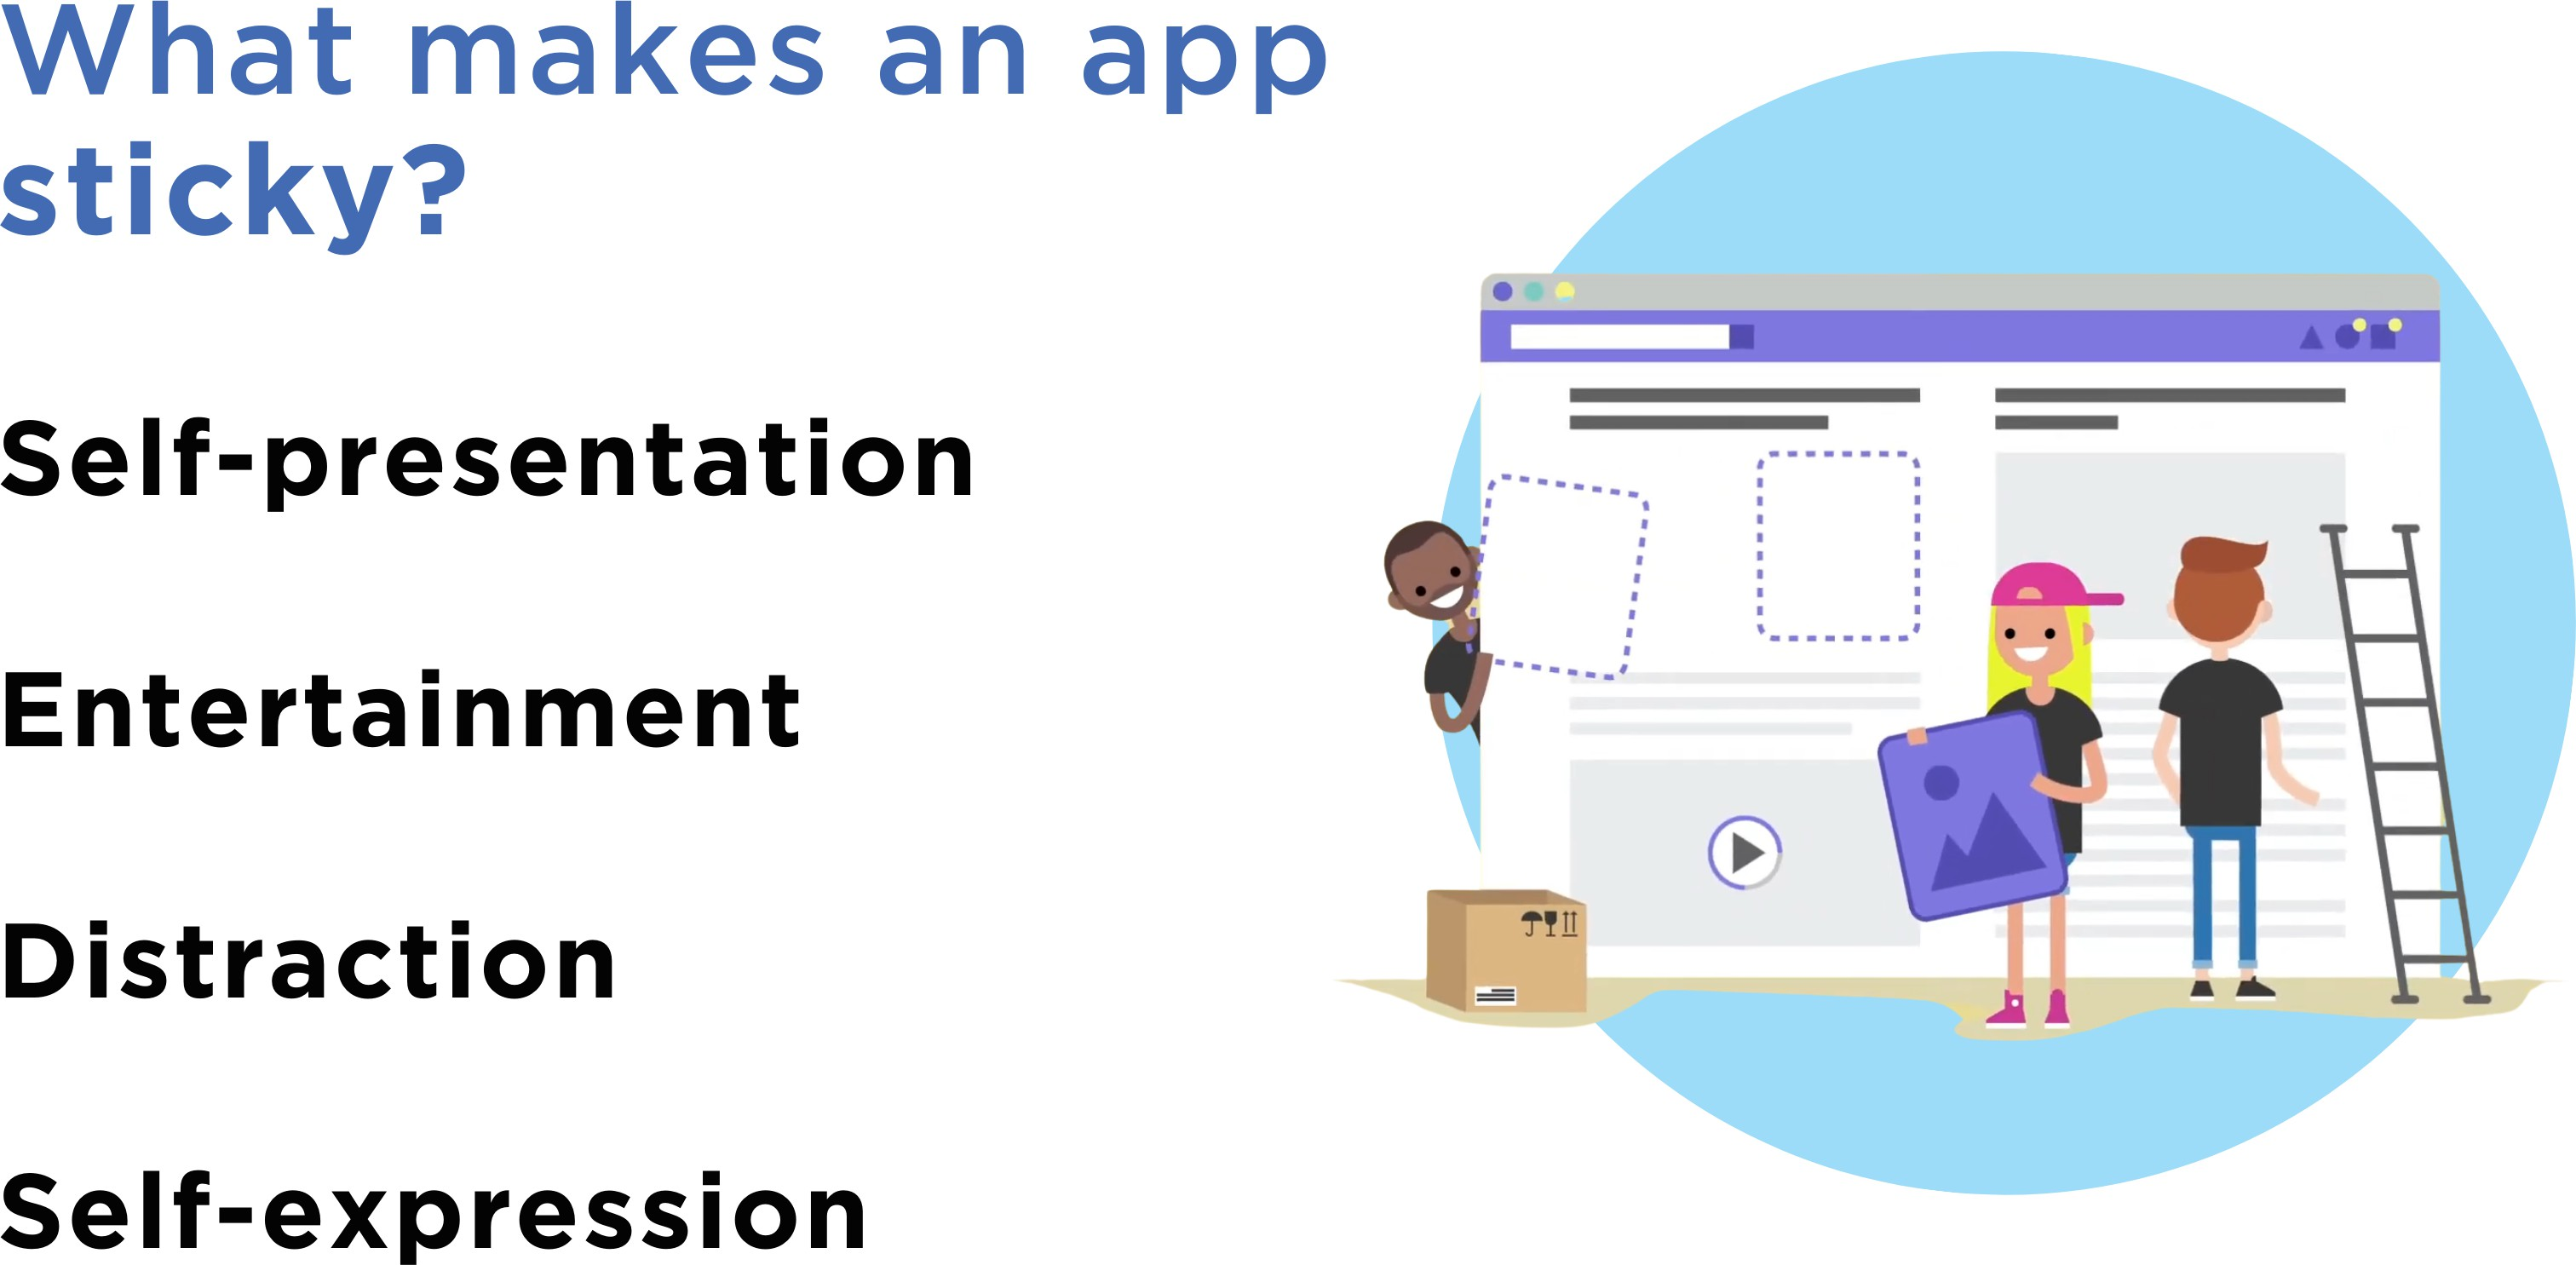 What makes an app
sticky?
Self-presentation
Entertainment
Distraction
Self-expression